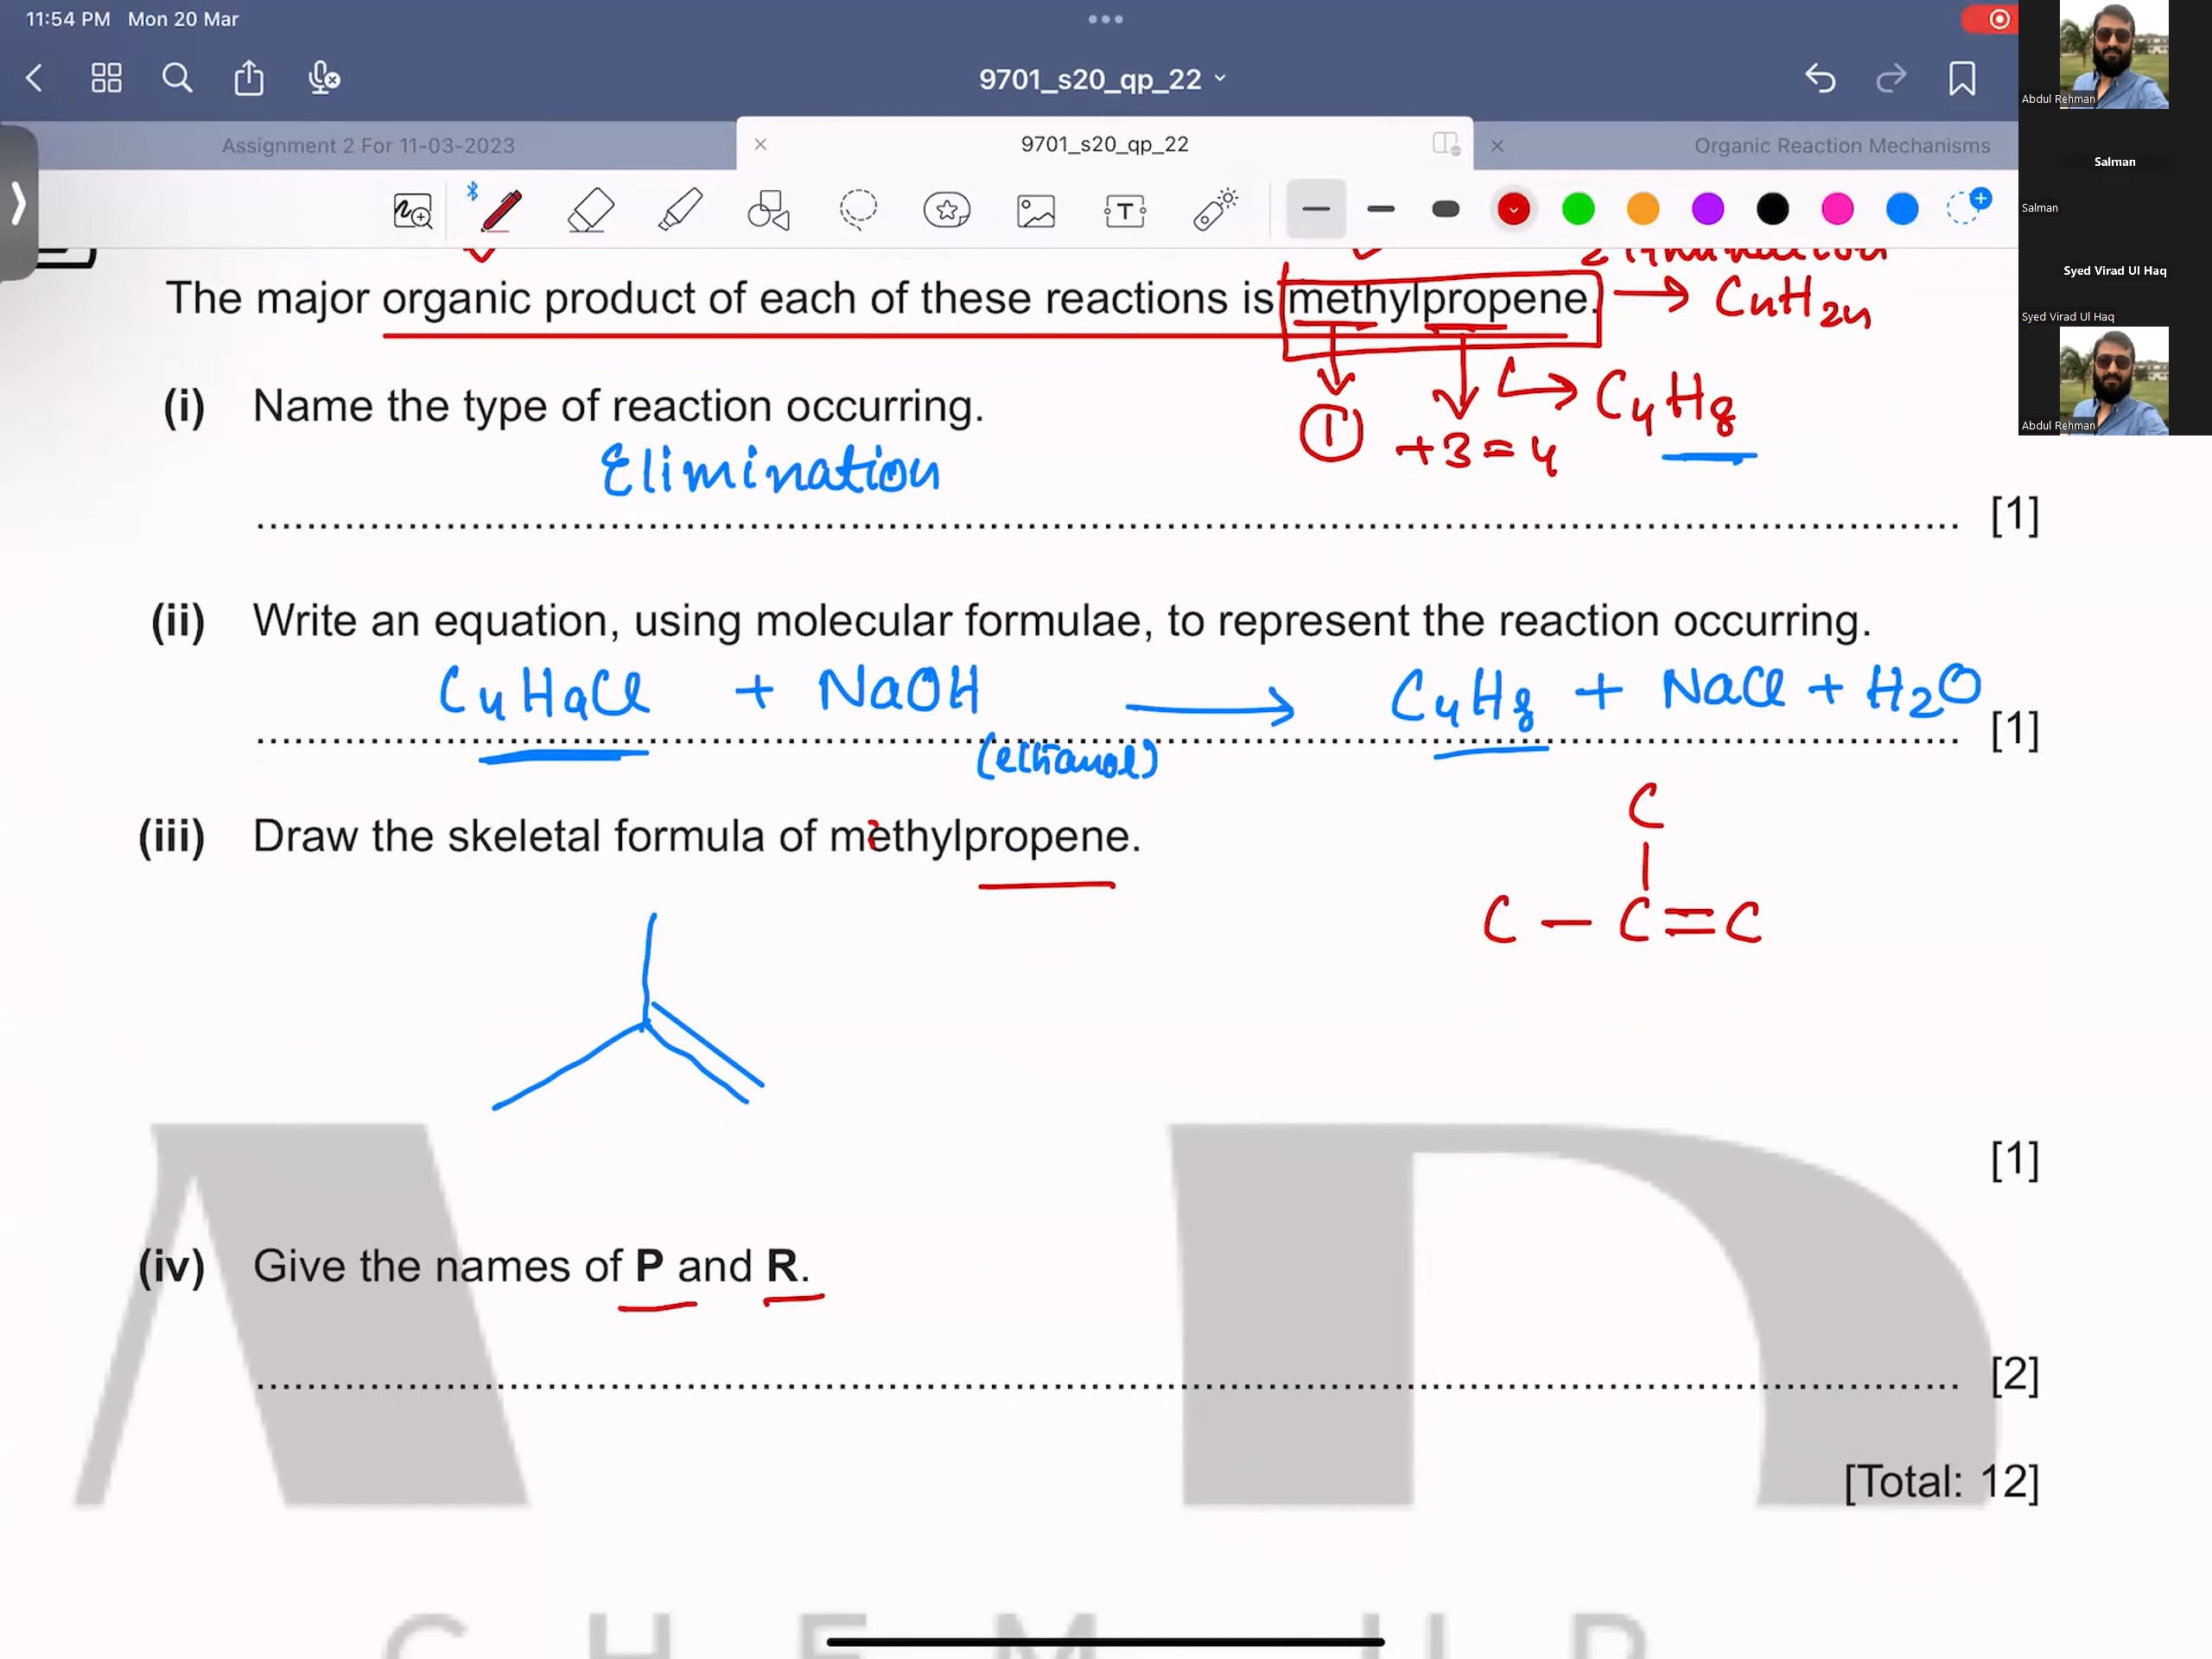 11:54 PM Mon 20 Mar
9701_s20_qp_22
Abdul Rehman
Assignment 2 For 11-03-2023
9701_s20_qp_22
Organic Reaction Mechanisms
Salman
Salman
Syed Virad Ul Haq
Syed Virad Ul Haq
Abdul Rehman
The major organic product of each of these reactions is methylpropene. → CnH2n
(i) Name the type of reaction occurring.
① +3 = 4
C4H8
Elimination
[1]
(ii) Write an equation, using molecular formulae, to represent the reaction occurring.
C4H9Cl + NaOH → C4H8 + NaCl + H2O
(ethanol)
[1]
(iii) Draw the skeletal formula of methylpropene.
C
|
C — C = C
[1]
(iv) Give the names of P and R.
[2]
[Total: 12]